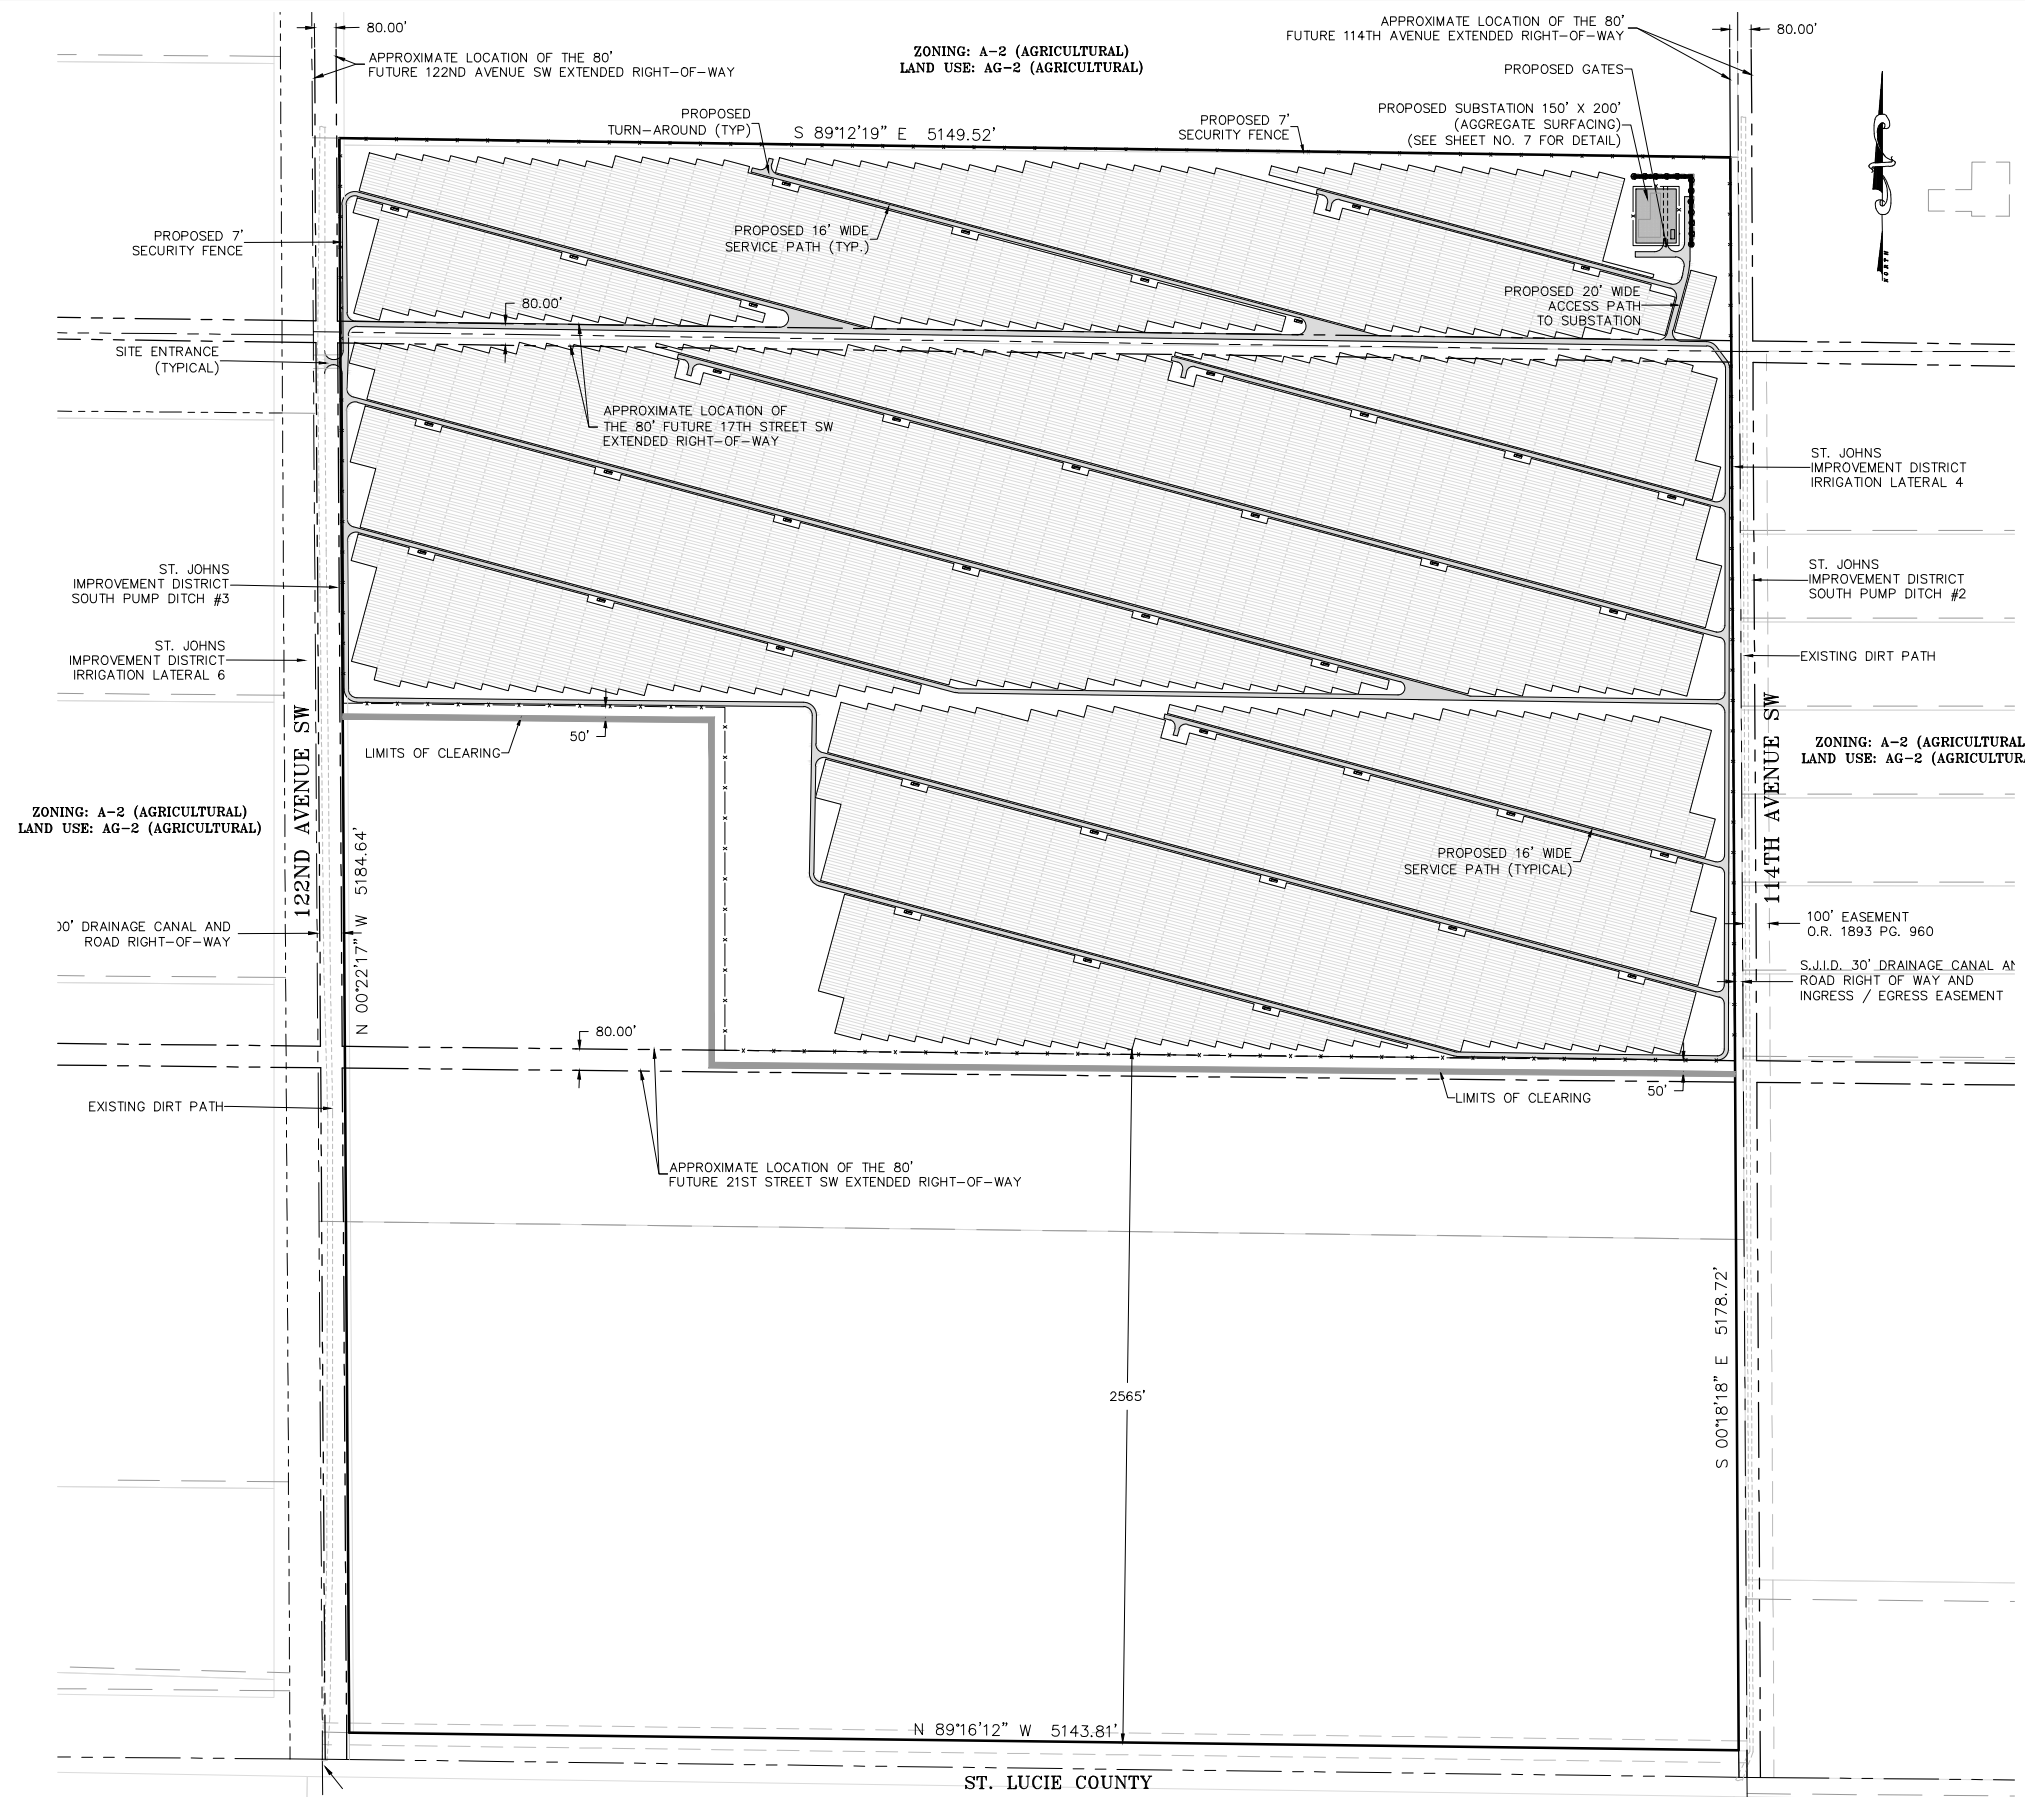 80.00'
APPROXIMATE LOCATION OF THE 80'
FUTURE 122ND AVENUE SW EXTENDED RIGHT-OF-WAY
ZONING: A-2 (AGRICULTURAL)
LAND USE: AG-2 (AGRICULTURAL)
APPROXIMATE LOCATION OF THE 80'
FUTURE 114TH AVENUE EXTENDED RIGHT-OF-WAY
80.00'
PROPOSED GATES
PROPOSED SUBSTATION 150' X 200'
(AGGREGATE SURFACING)
(SEE SHEET NO. 7 FOR DETAIL)
PROPOSED
TURN-AROUND (TYP)
S 89°12'19" E 5149.52'
PROPOSED 7'
SECURITY FENCE
NORTH
PROPOSED 7'
SECURITY FENCE
PROPOSED 16' WIDE
SERVICE PATH (TYP.)
PROPOSED 20' WIDE
ACCESS PATH
TO SUBSTATION
80.00'
SITE ENTRANCE
(TYPICAL)
APPROXIMATE LOCATION OF
THE 80' FUTURE 17TH STREET SW
EXTENDED RIGHT-OF-WAY
ST. JOHNS
IMPROVEMENT DISTRICT
IRRIGATION LATERAL 4
ST. JOHNS
IMPROVEMENT DISTRICT
SOUTH PUMP DITCH #3
ST. JOHNS
IMPROVEMENT DISTRICT
SOUTH PUMP DITCH #2
ST. JOHNS
IMPROVEMENT DISTRICT
IRRIGATION LATERAL 6
EXISTING DIRT PATH
122ND AVENUE SW
114TH AVENUE SW
50'
LIMITS OF CLEARING
ZONING: A-2 (AGRICULTURAL
LAND USE: AG-2 (AGRICULTURA
ZONING: A-2 (AGRICULTURAL)
LAND USE: AG-2 (AGRICULTURAL)
N 00°22'17" W 5184.64'
PROPOSED 16' WIDE
SERVICE PATH (TYPICAL)
00' DRAINAGE CANAL AND
ROAD RIGHT-OF-WAY
100' EASEMENT
O.R. 1893 PG. 960
S.J.I.D. 30' DRAINAGE CANAL AN
ROAD RIGHT OF WAY AND
INGRESS / EGRESS EASEMENT
80.00'
EXISTING DIRT PATH
50'
LIMITS OF CLEARING
APPROXIMATE LOCATION OF THE 80'
FUTURE 21ST STREET SW EXTENDED RIGHT-OF-WAY
S 00°18'18" E 5178.72'
2565'
N 89°16'12" W 5143.81'
ST. LUCIE COUNTY